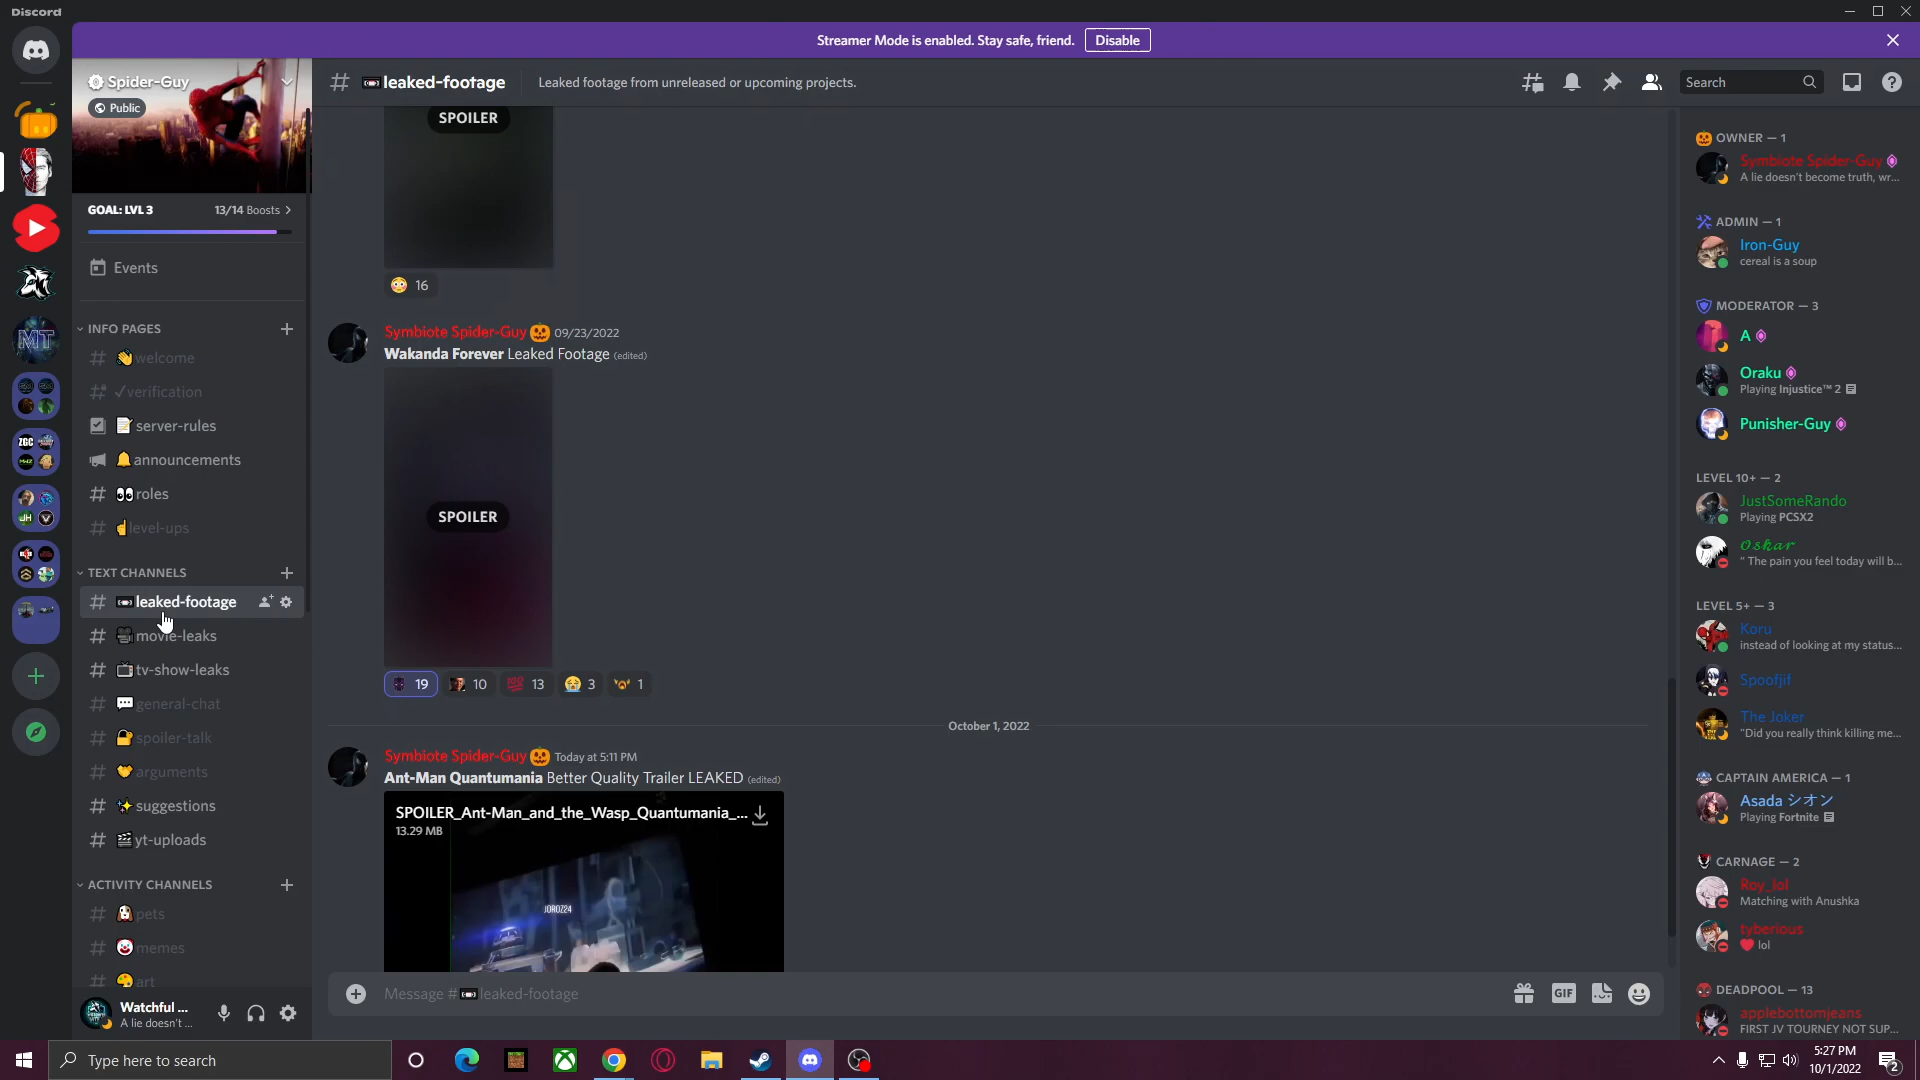 Discord
Streamer Mode is enabled. Stay safe, friend. Disable
Spider-Guy
Public
GOAL: LVL 3 13/14 Boosts
Events
INFO PAGES
welcome
verification
server-rules
announcements
roles
level-ups
TEXT CHANNELS
leaked-footage
movie-leaks
tv-show-leaks
general-chat
spoiler-talk
arguments
suggestions
yt-uploads
ACTIVITY CHANNELS
pets
memes
art
Watchful ...
A lie doesn't ...
leaked-footage Leaked footage from unreleased or upcoming projects.
Search
SPOILER
16
Symbiote Spider-Guy 09/23/2022
Wakanda Forever Leaked Footage (edited)
SPOILER
19 10 13 3 1
October 1, 2022
Symbiote Spider-Guy Today at 5:11 PM
Ant-Man Quantumania Better Quality Trailer LEAKED (edited)
SPOILER_Ant-Man_and_the_Wasp_Quantumania_...
13.29 MB
JOROZ24
Message # leaked-footage
GIF
OWNER — 1
Symbiote Spider-Guy
A lie doesn't become truth, wr...
ADMIN — 1
Iron-Guy
cereal is a soup
MODERATOR — 3
A
Oraku
Playing Injustice™ 2
Punisher-Guy
LEVEL 10+ — 2
JustSomeRando
Playing PCSX2
𝓞𝓼𝓴𝓪𝓻
" The pain you feel today will b...
LEVEL 5+ — 3
Koru
instead of looking at my status...
Spoofjif
The Joker
"Did you really think killing me...
CAPTAIN AMERICA — 1
Asada シオン
Playing Fortnite
CARNAGE — 2
Roy_lol
Matching with Anushka
tyberious
lol
DEADPOOL — 13
applebottomjeans
FIRST JV TOURNEY NOT SUP...
MT
ZGC
Type here to search
5:27 PM
10/1/2022
2